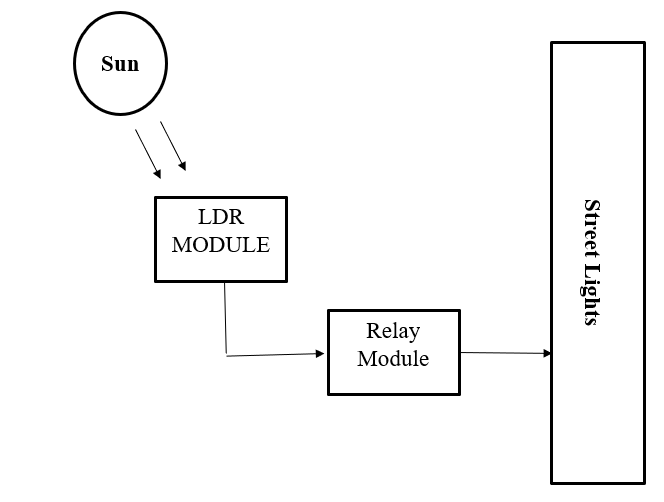 Sun
LDR
MODULE
Relay
Module
Street Lights